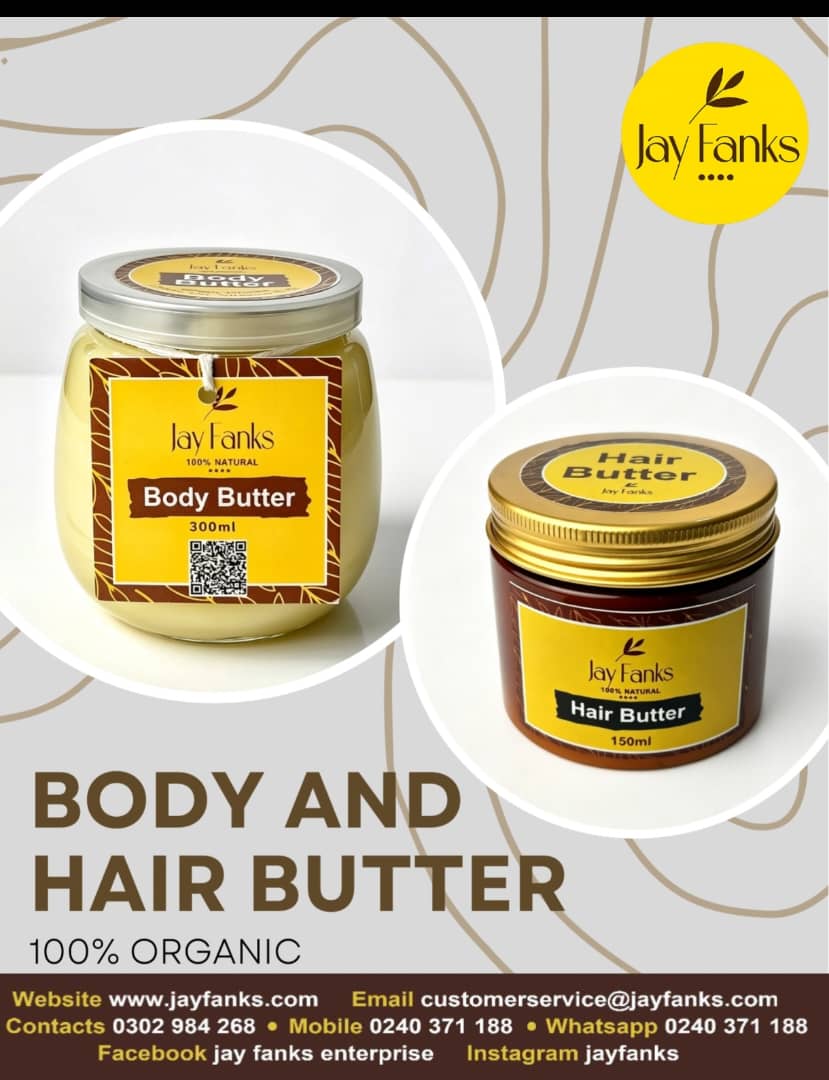 Jay Fanks
Jay Fanks
Body
Butter
Jay Fanks
100% NATURAL
Body Butter
300ml
Hair
Butter
Jay Fanks
Jay Fanks
100% NATURAL
Hair Butter
150ml
BODY AND
HAIR BUTTER
100% ORGANIC
Website www.jayfanks.com Email customerservice@jayfanks.com
Contacts 0302 984 268 • Mobile 0240 371 188 • Whatsapp 0240 371 188
Facebook jay fanks enterprise Instagram jayfanks